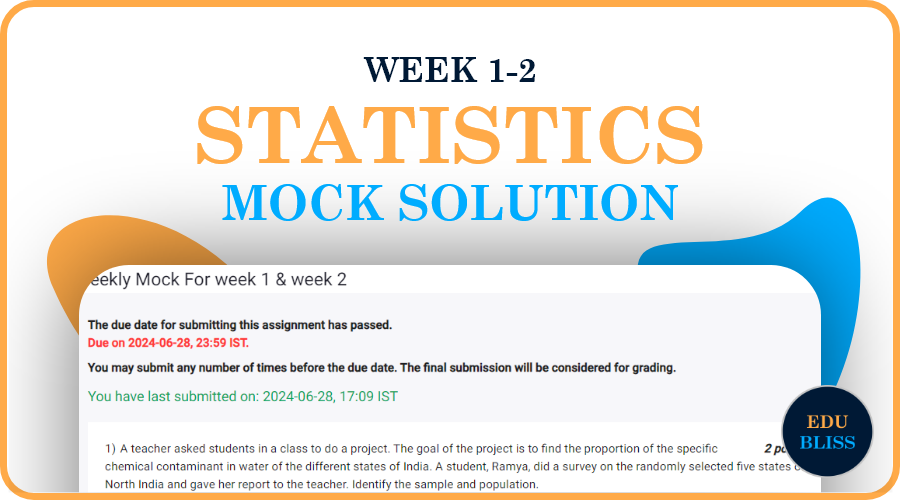 WEEK 1-2
STATISTICS
MOCK SOLUTION
eekly Mock For week 1 & week 2
The due date for submitting this assignment has passed.
Due on 2024-06-28, 23:59 IST.
You may submit any number of times before the due date. The final submission will be considered for grading.
You have last submitted on: 2024-06-28, 17:09 IST
1) A teacher asked students in a class to do a project. The goal of the project is to find the proportion of the specific
2
chemical contaminant in water of the different states of India. A student, Ramya, did a survey on the randomly selected five states
North India and gave her report to the teacher. Identify the sample and population.
EDU
BLISS